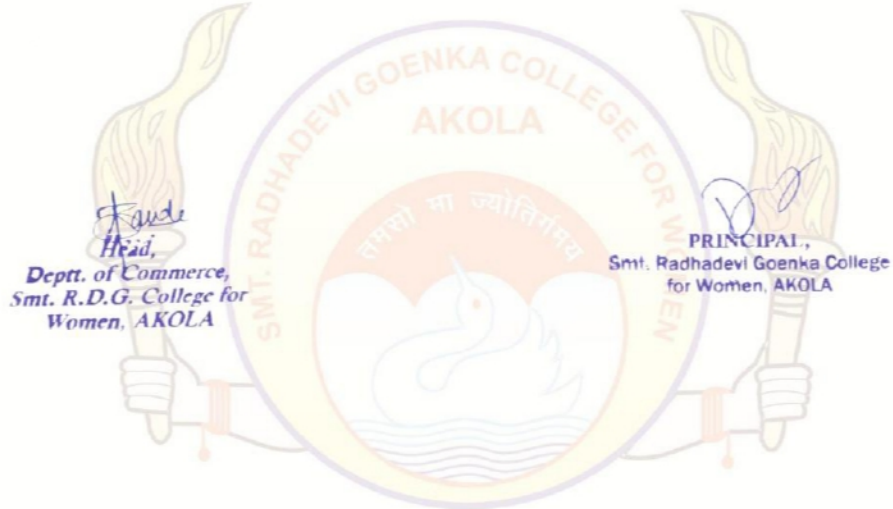 SMT. RADHADEVI GOENKA COLLEGE FOR WOMEN
AKOLA
तमसो मा ज्योतिर्गमय
Head,
Deptt. of Commerce,
Smt. R.D.G. College for
Women, AKOLA
PRINCIPAL,
Smt. Radhadevi Goenka College
for Women, AKOLA